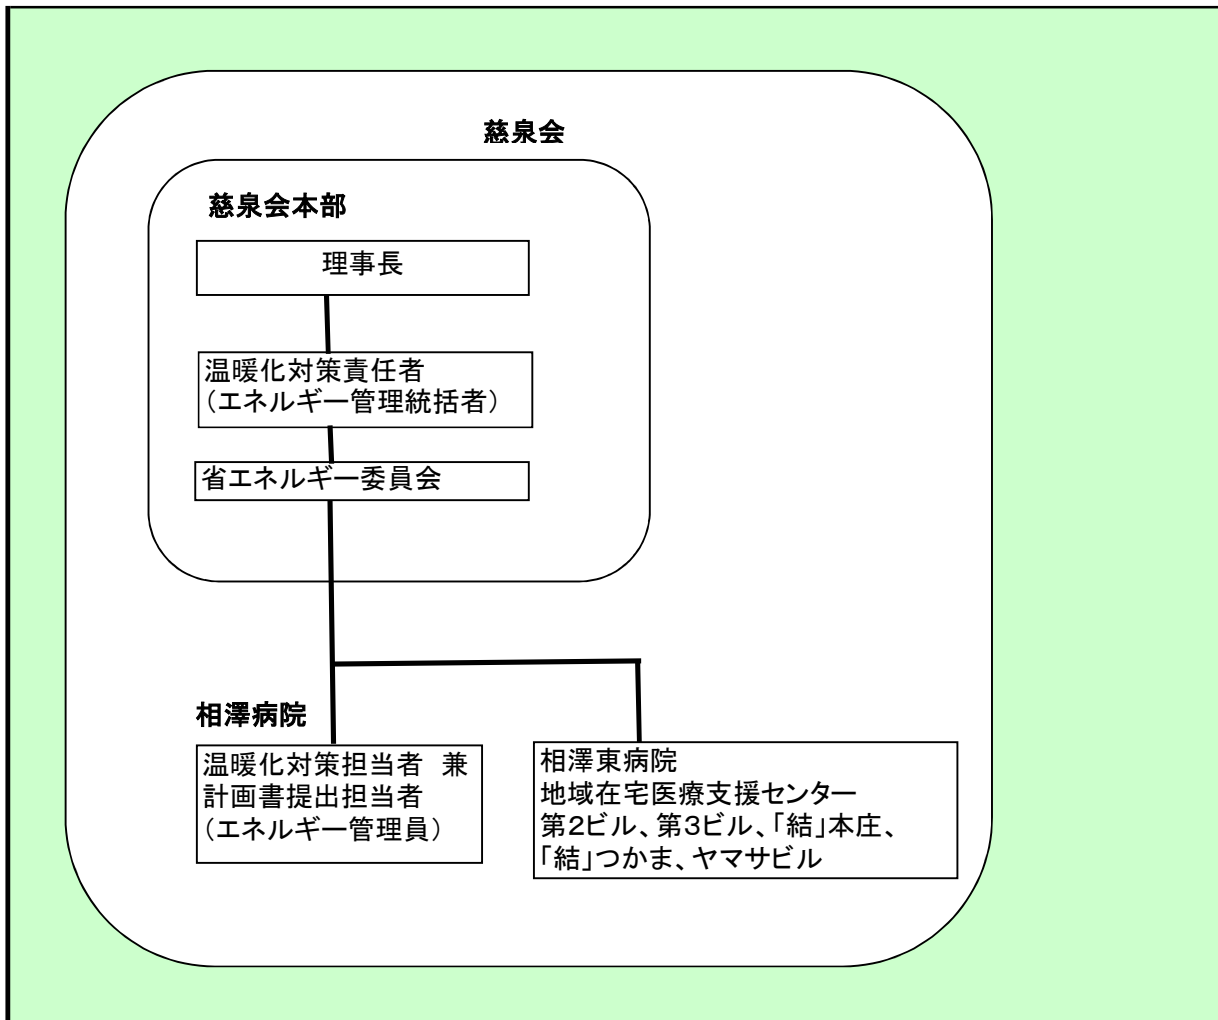 慈泉会
慈泉会本部
理事長
温暖化対策責任者
（エネルギー管理統括者）
省エネルギー委員会
相澤病院
温暖化対策担当者　兼
計画書提出担当者
（エネルギー管理員）
相澤東病院
地域在宅医療支援センター
第２ビル、第３ビル、「結」本庄、
「結」つかま、ヤマサビル